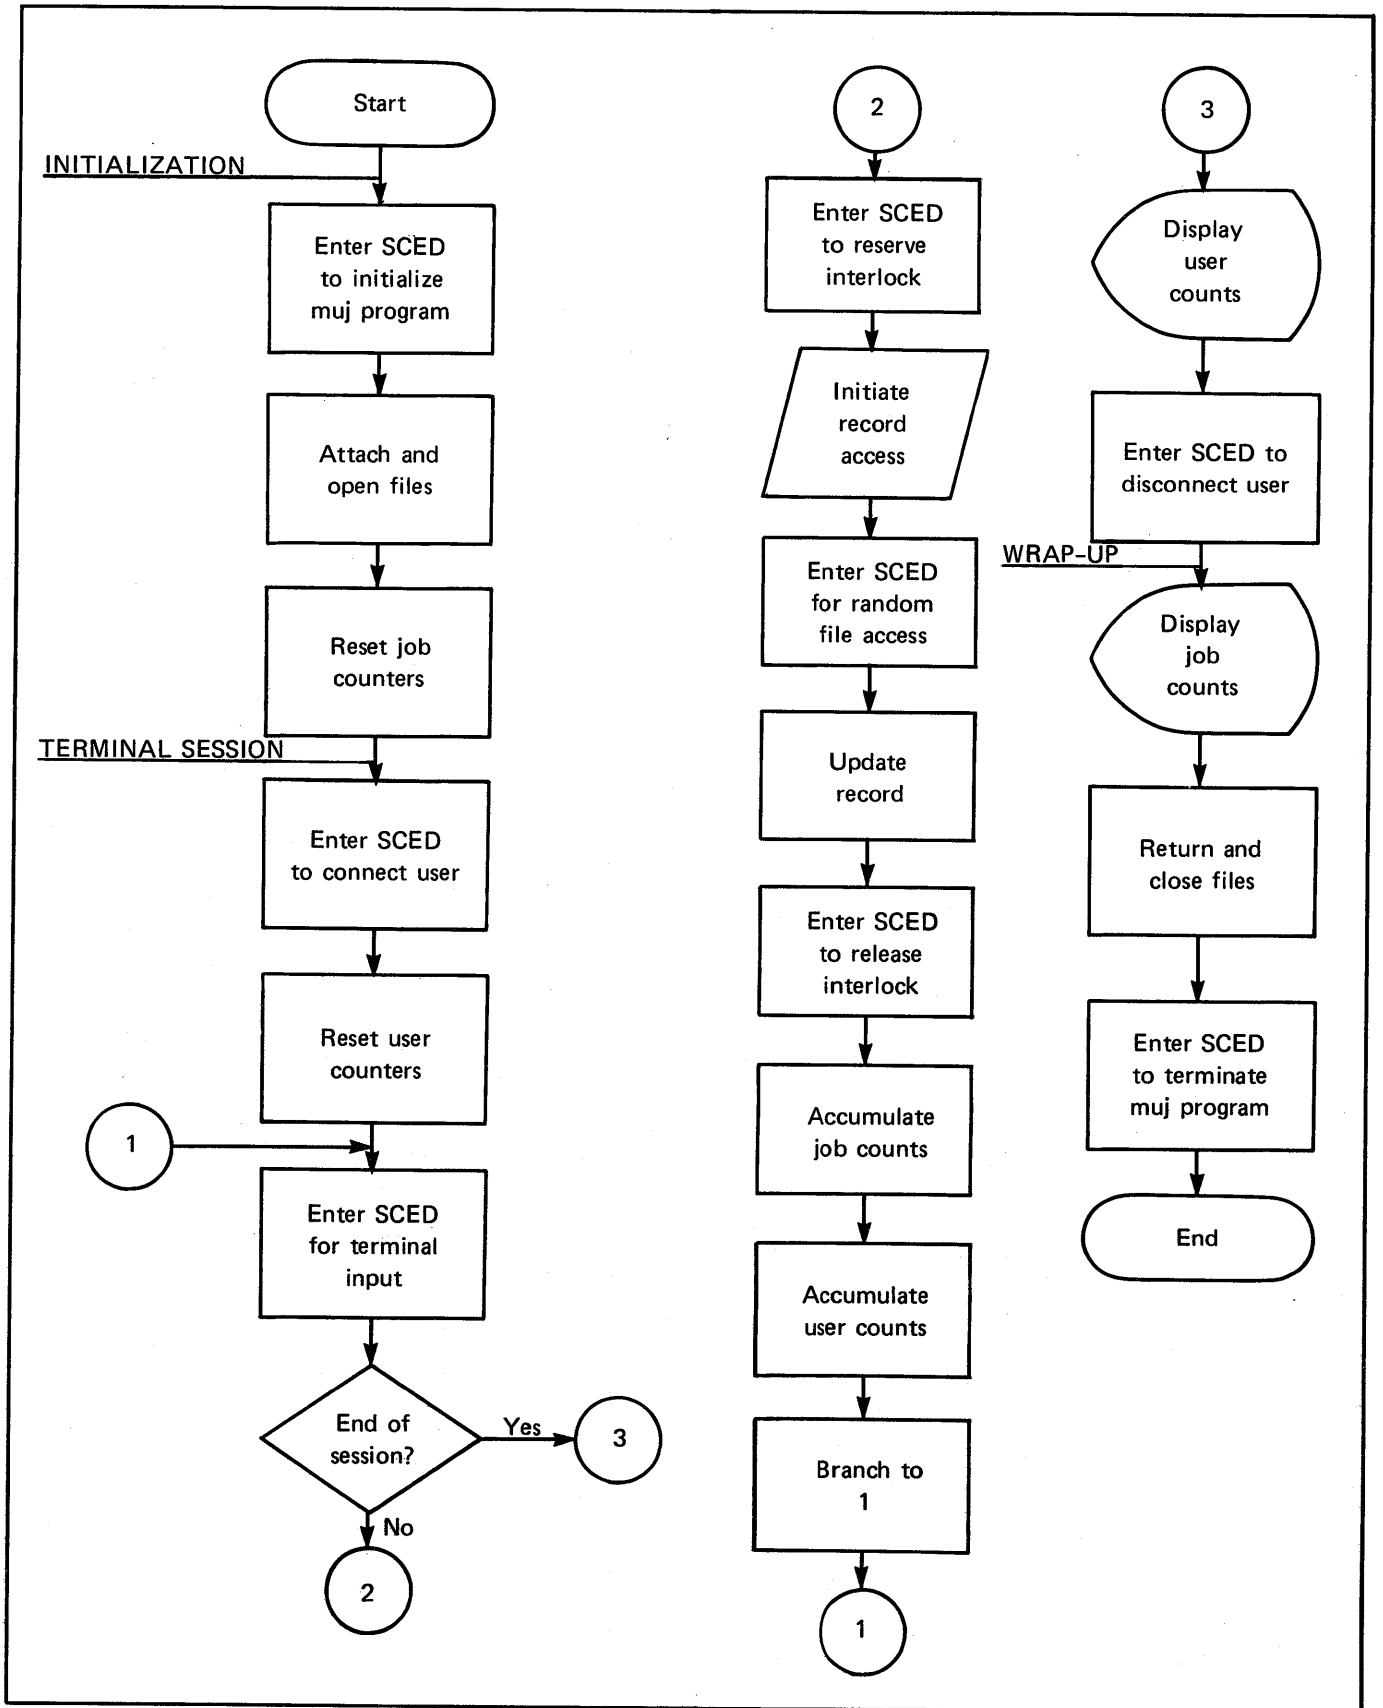 Start
INITIALIZATION
Enter SCED
to initialize
muj program
Attach and
open files
Reset job
counters
TERMINAL SESSION
Enter SCED
to connect user
Reset user
counters
1
Enter SCED
for terminal
input
End of
session?
Yes
3
No
2
2
Enter SCED
to reserve
interlock
Initiate
record
access
Enter SCED
for random
file access
Update
record
Enter SCED
to release
interlock
Accumulate
job counts
Accumulate
user counts
Branch to
1
1
3
Display
user
counts
Enter SCED to
disconnect user
WRAP-UP
Display
job
counts
Return and
close files
Enter SCED
to terminate
muj program
End